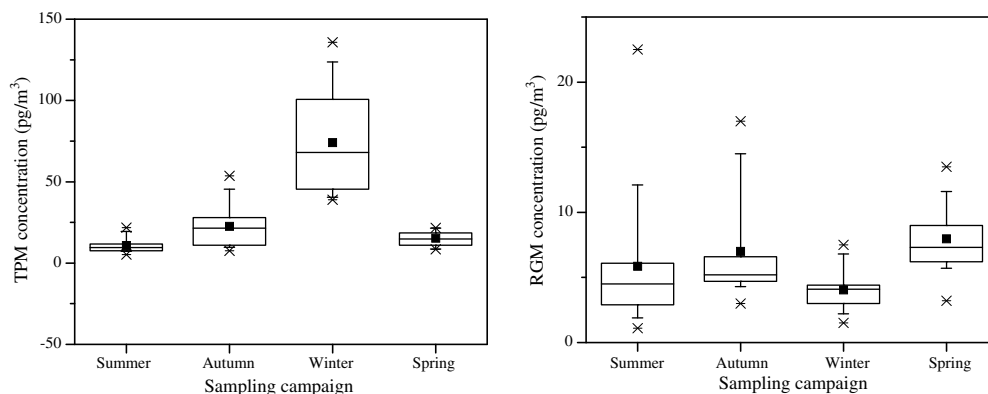 TPM concentration (pg/m³)
150
100
50
0
-50
Summer Autumn Winter Spring
Sampling campaign
RGM concentration (pg/m³)
20
10
0
Summer Autumn Winter Spring
Sampling campaign